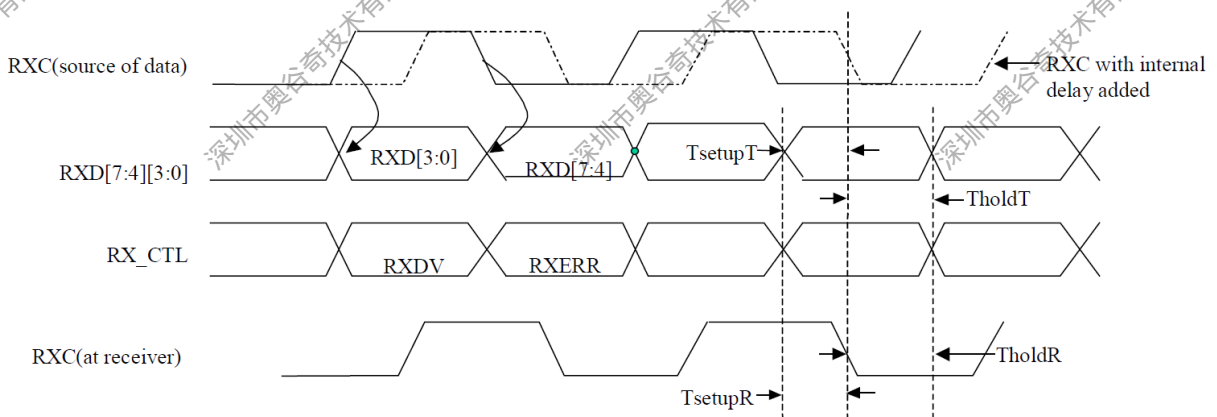 深圳市奥谷奇技术有
深圳市奥谷奇技术有
深圳市奥谷奇技术有
RXC(source of data)
RXC with internal
delay added
RXD[7:4][3:0]
RXD[3:0]
RXD[7:4]
TsetupT
TholdT
RX_CTL
RXDV
RXERR
RXC(at receiver)
TholdR
TsetupR